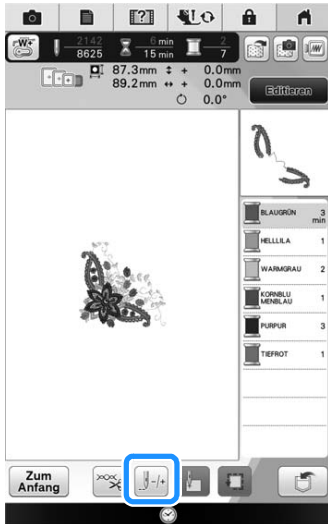 W+
2142
8625
6 min
15 min
2
7
87.3mm ↕ + 0.0mm
89.2mm ↔ + 0.0mm
0.0°
Editieren
BLAUGRÜN 3 min
HELLLILA 1
WARMGRAU 2
KORNBLU
MENBLAU 1
PURPUR 3
TIEFROT 1
Zum
Anfang
-/+